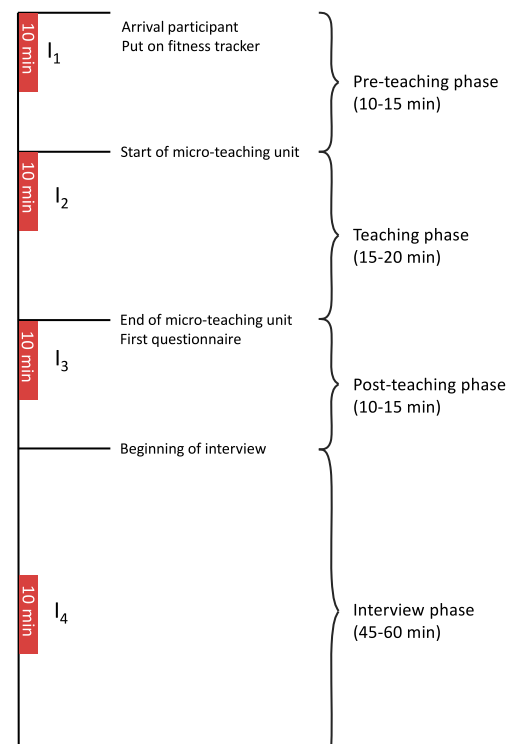 10 min
I1
Arrival participant
Put on fitness tracker
Pre-teaching phase
(10-15 min)
Start of micro-teaching unit
10 min
I2
Teaching phase
(15-20 min)
End of micro-teaching unit
First questionnaire
10 min
I3
Post-teaching phase
(10-15 min)
Beginning of interview
10 min
I4
Interview phase
(45-60 min)